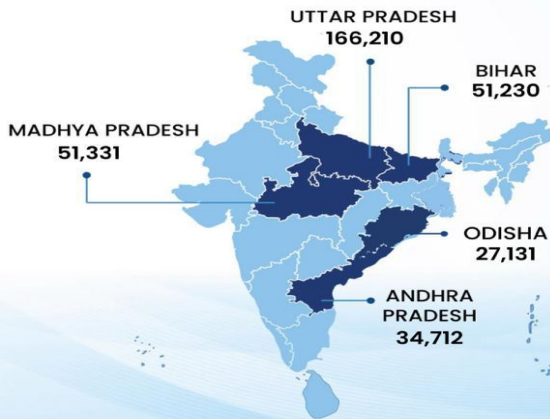 UTTAR PRADESH
166,210
BIHAR
51,230
MADHYA PRADESH
51,331
ODISHA
27,131
ANDHRA
PRADESH
34,712